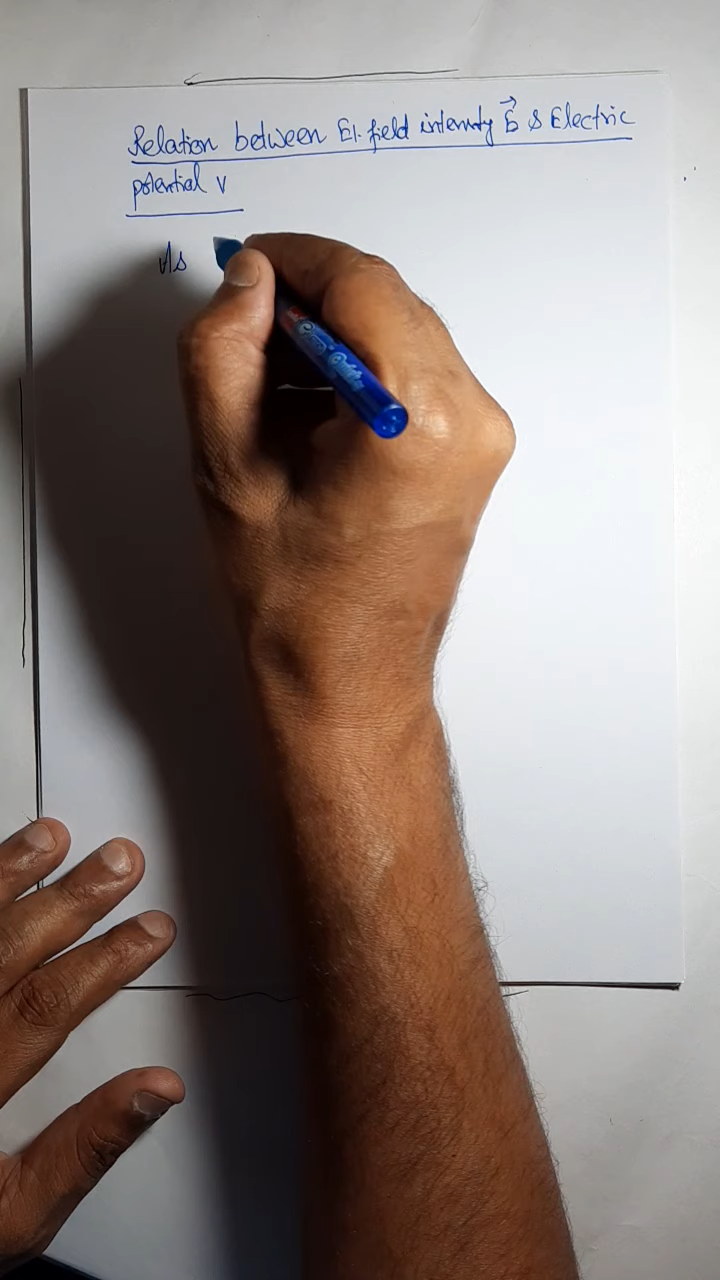 Relation between El. field intensity E⃗ & Electric
potential V
As